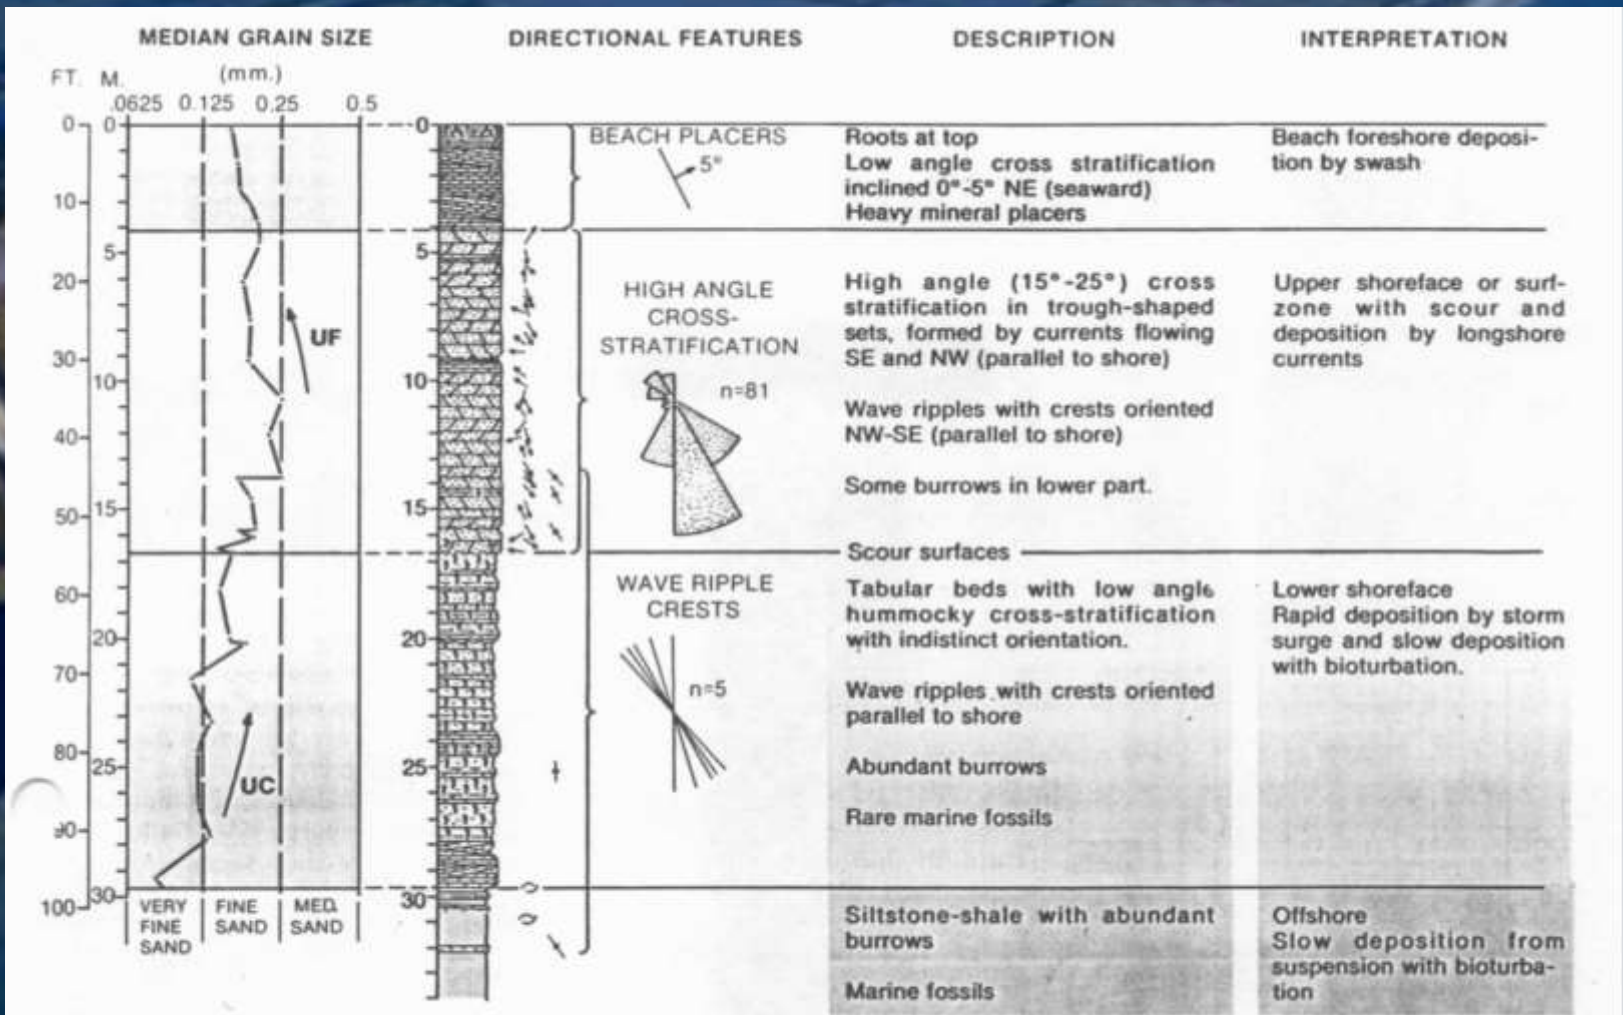 MEDIAN GRAIN SIZE
(mm.)
FT. M.
.0625 0.125 0.25 0.5
0 0
10
5
20
30
10
40
50 15
60
20
70
80
25
90
30
100
UF
UC
VERY FINE SAND
FINE SAND
MED. SAND
DIRECTIONAL FEATURES
0
5
10
15
20
25
30
BEACH PLACERS
5°
HIGH ANGLE
CROSS-
STRATIFICATION
n=81
WAVE RIPPLE
CRESTS
n=5
DESCRIPTION
Roots at top
Low angle cross stratification
inclined 0°-5° NE (seaward)
Heavy mineral placers
High angle (15°-25°) cross
stratification in trough-shaped
sets, formed by currents flowing
SE and NW (parallel to shore)
Wave ripples with crests oriented
NW-SE (parallel to shore)
Some burrows in lower part.
Scour surfaces
Tabular beds with low angle
hummocky cross-stratification
with indistinct orientation.
Wave ripples with crests oriented
parallel to shore
Abundant burrows
Rare marine fossils
Siltstone-shale with abundant
burrows
Marine fossils
INTERPRETATION
Beach foreshore deposi-
tion by swash
Upper shoreface or surf-
zone with scour and
deposition by longshore
currents
Lower shoreface
Rapid deposition by storm
surge and slow deposition
with bioturbation.
Offshore
Slow deposition from
suspension with bioturba-
tion